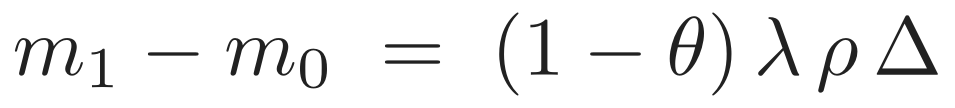 m₁ − m₀ = (1 − θ) λ ρ Δ